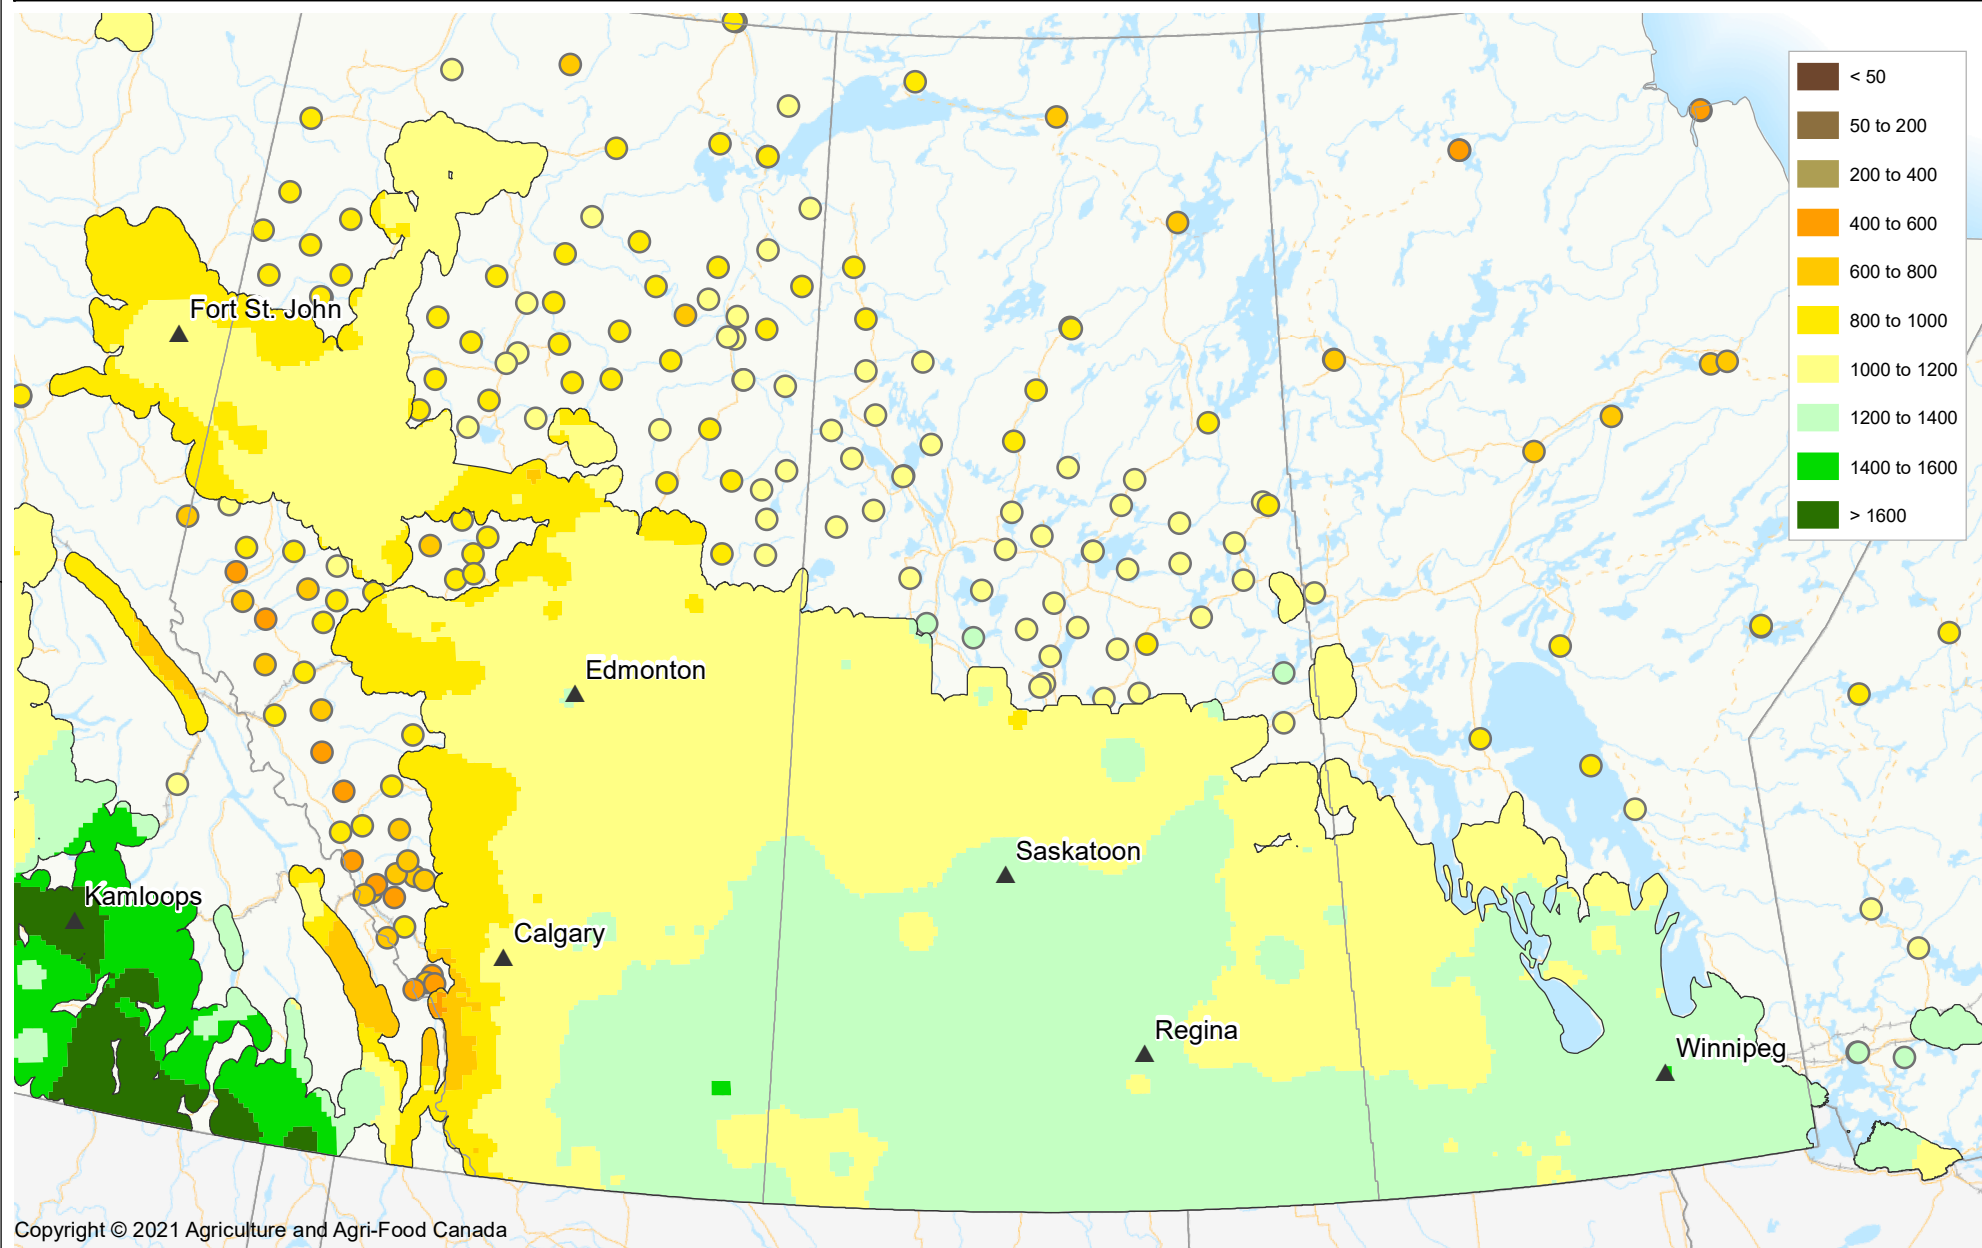 < 50
50 to 200
200 to 400
400 to 600
600 to 800
800 to 1000
1000 to 1200
1200 to 1400
1400 to 1600
> 1600
Fort St. John
Edmonton
Saskatoon
Kamloops
Calgary
Regina
Winnipeg
Copyright © 2021 Agriculture and Agri-Food Canada